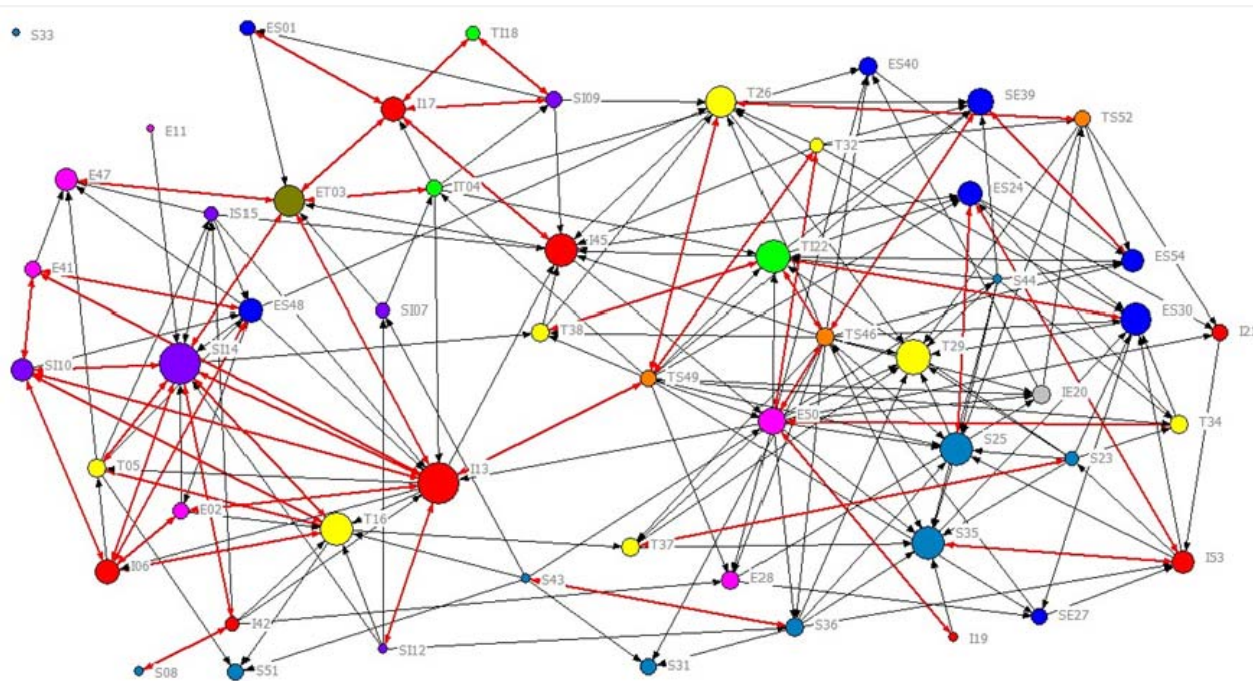 S33
ES01
TI18
I17
SI09
T26
ES40
SE39
TS52
T32
E11
E47
ET03
IT04
IS15
ES24
I45
TI22
ES54
E41
ES48
SI07
S44
ES30
SI14
T38
TS46
T29
SI10
TS49
IE20
E50
T34
T05
I13
S25
S23
E02
T16
S35
T37
I06
S43
E28
I53
I42
SI12
S36
SE27
I19
S08
S51
S31